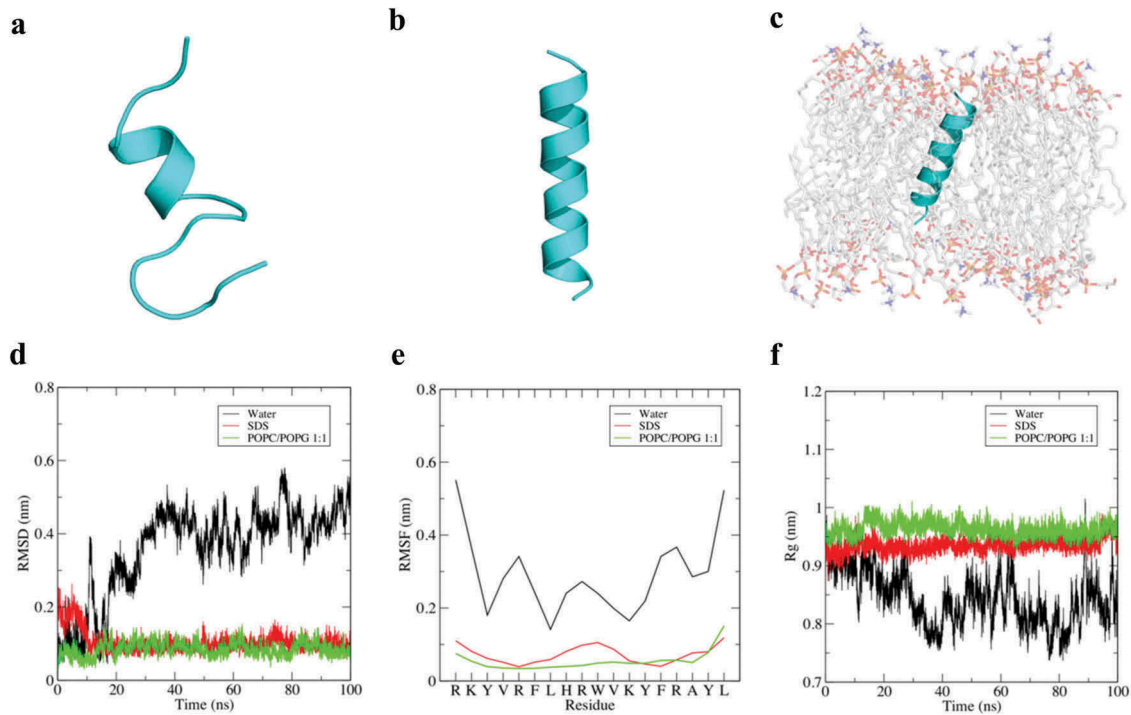 a
b
c
d
e
f
0.8
0.6
0.4
0.2
0
RMSD (nm)
Water
SDS
POPC/POPG 1:1
0 20 40 60 80 100
Time (ns)
0.8
0.6
0.4
0.2
0
RMSF (nm)
Water
SDS
POPC/POPG 1:1
R K Y V R F L H R W V K Y F R A Y L
Residue
1.2
1.1
1
0.9
0.8
0.7
Rg (nm)
Water
SDS
POPC/POPG 1:1
0 20 40 60 80 100
Time (ns)